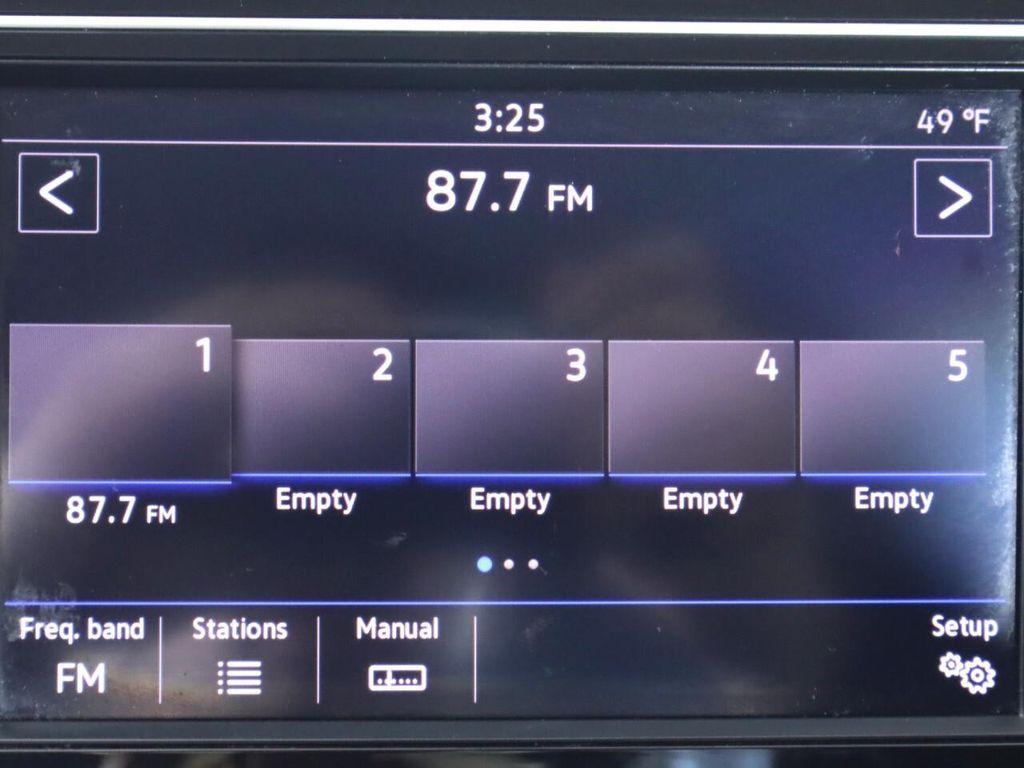 3:25
49 °F
<
87.7 FM
>
1
2
3
4
5
87.7 FM
Empty
Empty
Empty
Empty
Freq. band
Stations
Manual
Setup
FM